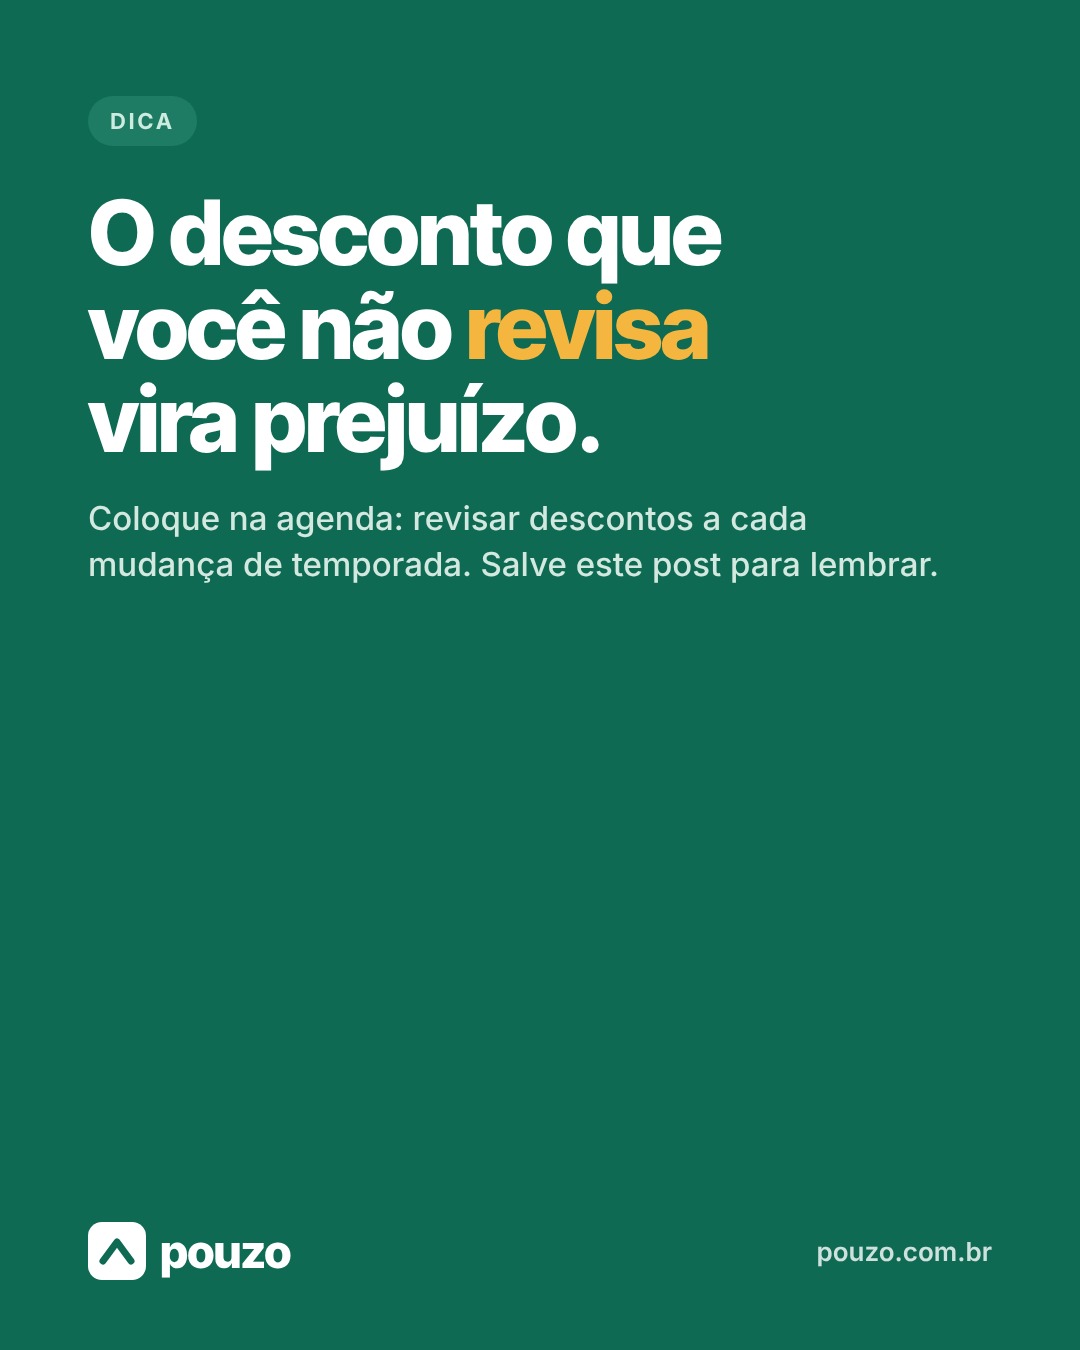 DICA
O desconto que
você não revisa
vira prejuízo.
Coloque na agenda: revisar descontos a cada
mudança de temporada. Salve este post para lembrar.
pouzo
pouzo.com.br